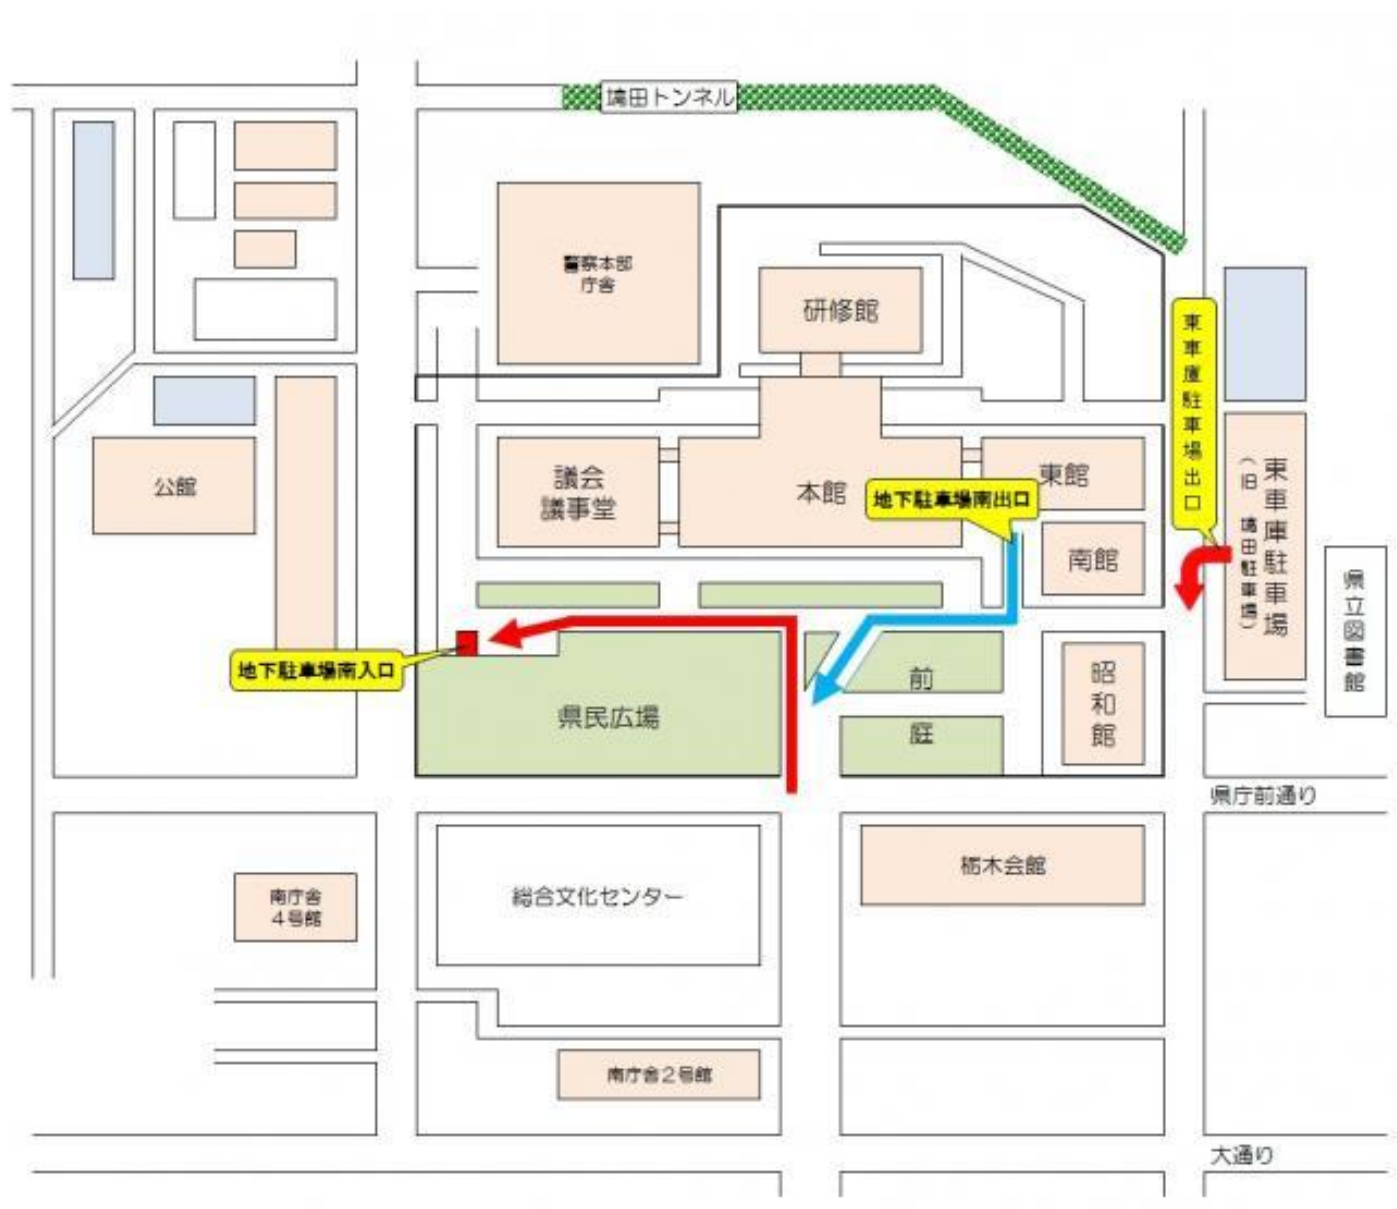 塙田トンネル
警察本部
庁舎
研修館
東車庫駐車場出口
公館
議会
議事堂
本館
東館
地下駐車場南出口
南館
東車庫駐車場
（旧　塙田駐車場）
県立図書館
地下駐車場南入口
県民広場
前
庭
昭和館
県庁前通り
栃木会館
総合文化センター
南庁舎
４号館
南庁舎２号館
大通り